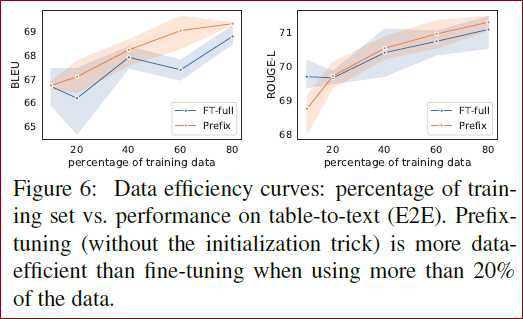 69
68
67
66
65
BLEU
FT-full
Prefix
20 40 60 80
percentage of training data
71
70
69
68
ROUGE-L
FT-full
Prefix
20 40 60 80
percentage of training data
Figure 6: Data efficiency curves: percentage of train-
ing set vs. performance on table-to-text (E2E). Prefix-
tuning (without the initialization trick) is more data-
efficient than fine-tuning when using more than 20%
of the data.